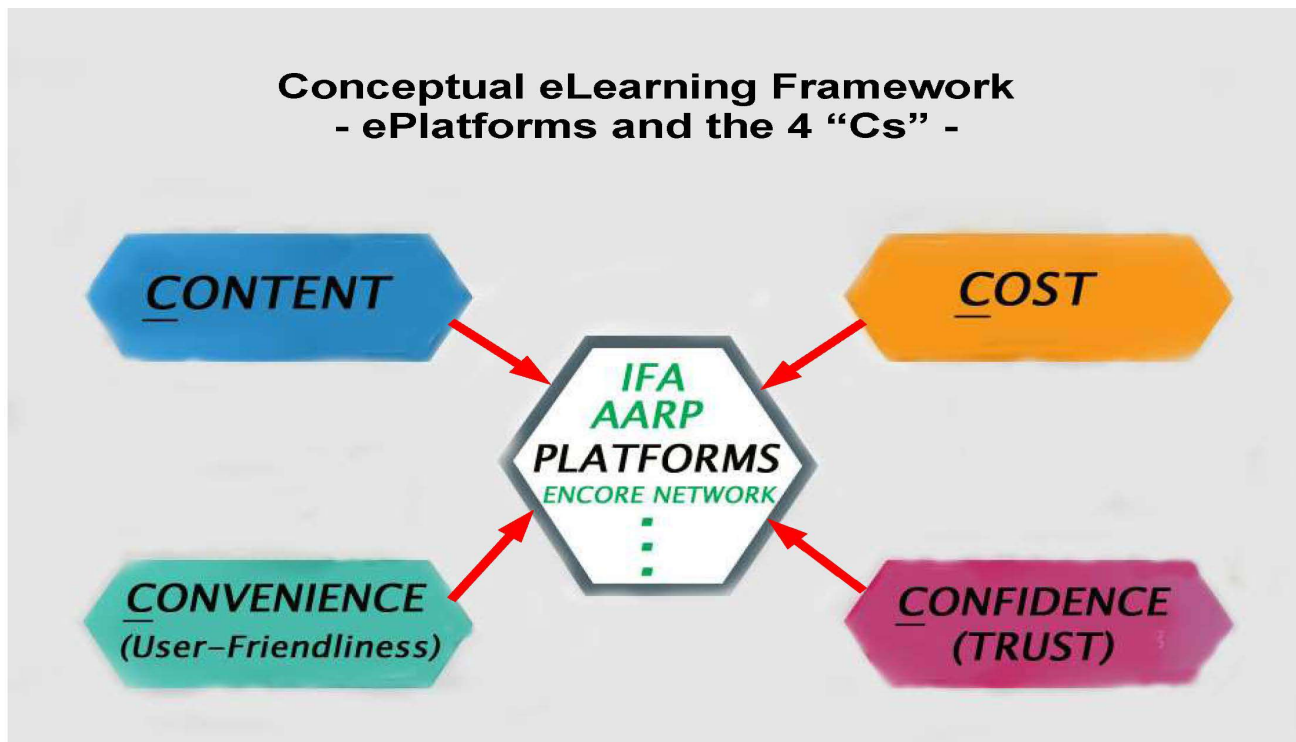 Conceptual eLearning Framework
- ePlatforms and the 4 “Cs” -
CONTENT
COST
IFA
AARP
PLATFORMS
ENCORE NETWORK
CONVENIENCE
(User-Friendliness)
CONFIDENCE
(TRUST)